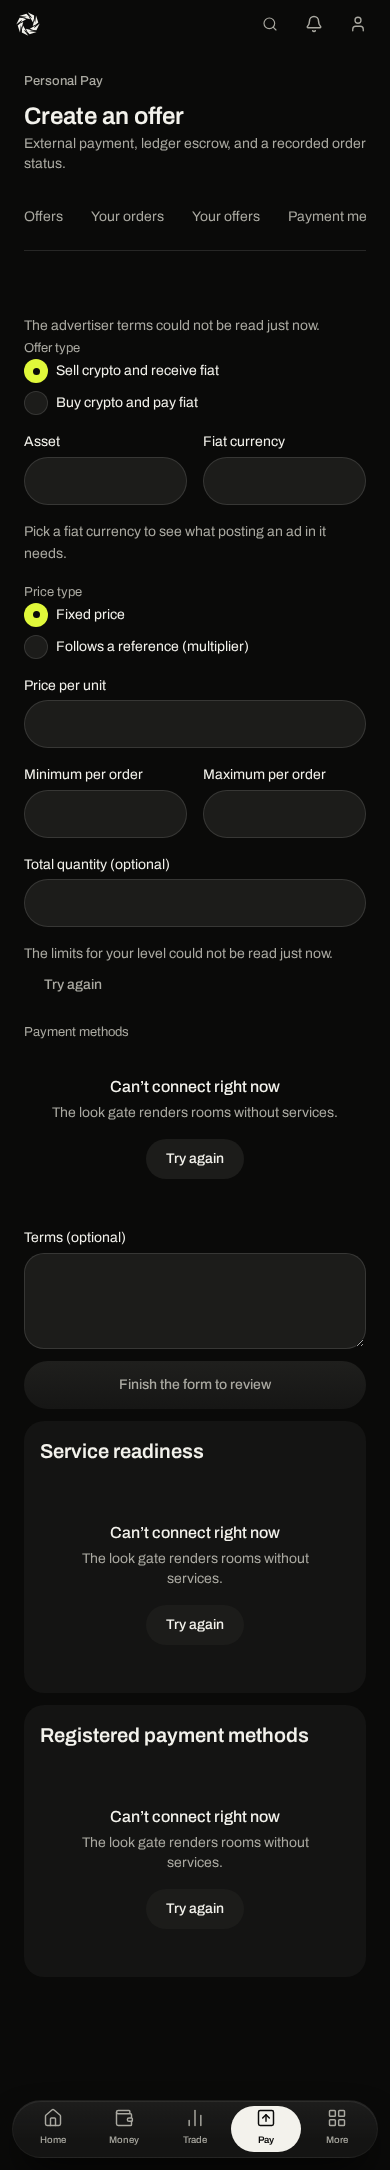 Personal Pay
Create an offer
External payment, ledger escrow, and a recorded order
status.
Offers
Your orders
Your offers
Payment me
The advertiser terms could not be read just now.
Offer type
Sell crypto and receive fiat
Buy crypto and pay fiat
Asset
Fiat currency
Pick a fiat currency to see what posting an ad in it
needs.
Price type
Fixed price
Follows a reference (multiplier)
Price per unit
Minimum per order
Maximum per order
Total quantity (optional)
The limits for your level could not be read just now.
Try again
Payment methods
Can’t connect right now
The look gate renders rooms without services.
Try again
Terms (optional)
Finish the form to review
Service readiness
Can’t connect right now
The look gate renders rooms without
services.
Try again
Registered payment methods
Can’t connect right now
The look gate renders rooms without
services.
Try again
Home
Money
Trade
Pay
More